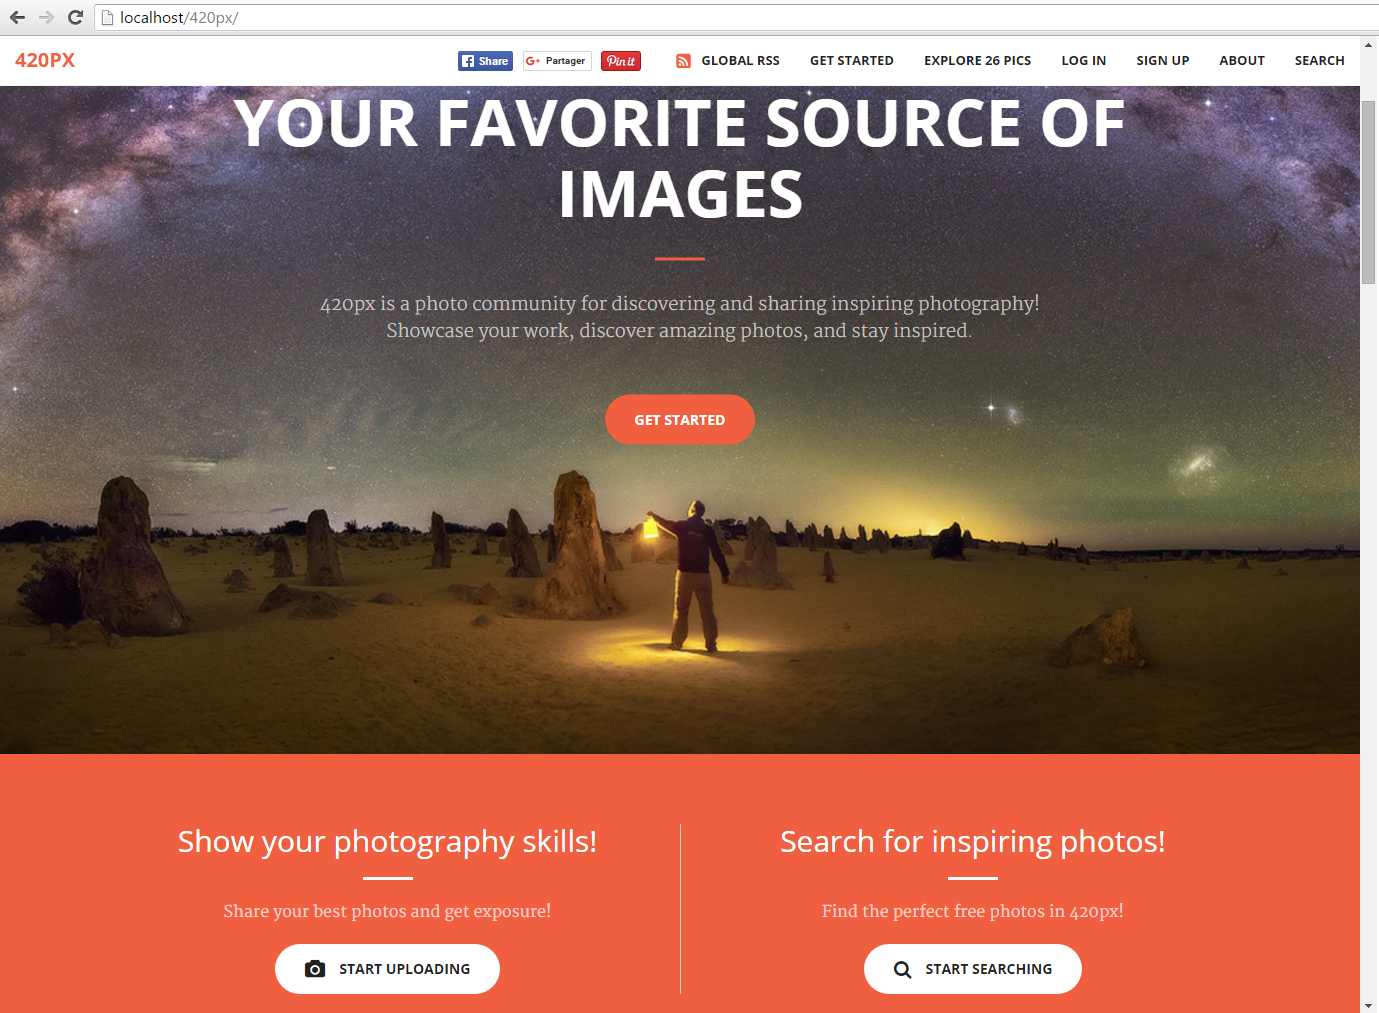 localhost/420px/
420PX
Share
G+ Partager
Pin it
GLOBAL RSS
GET STARTED
EXPLORE 26 PICS
LOG IN
SIGN UP
ABOUT
SEARCH
YOUR FAVORITE SOURCE OF
IMAGES
420px is a photo community for discovering and sharing inspiring photography!
Showcase your work, discover amazing photos, and stay inspired.
GET STARTED
Show your photography skills!
Share your best photos and get exposure!
START UPLOADING
Search for inspiring photos!
Find the perfect free photos in 420px!
START SEARCHING